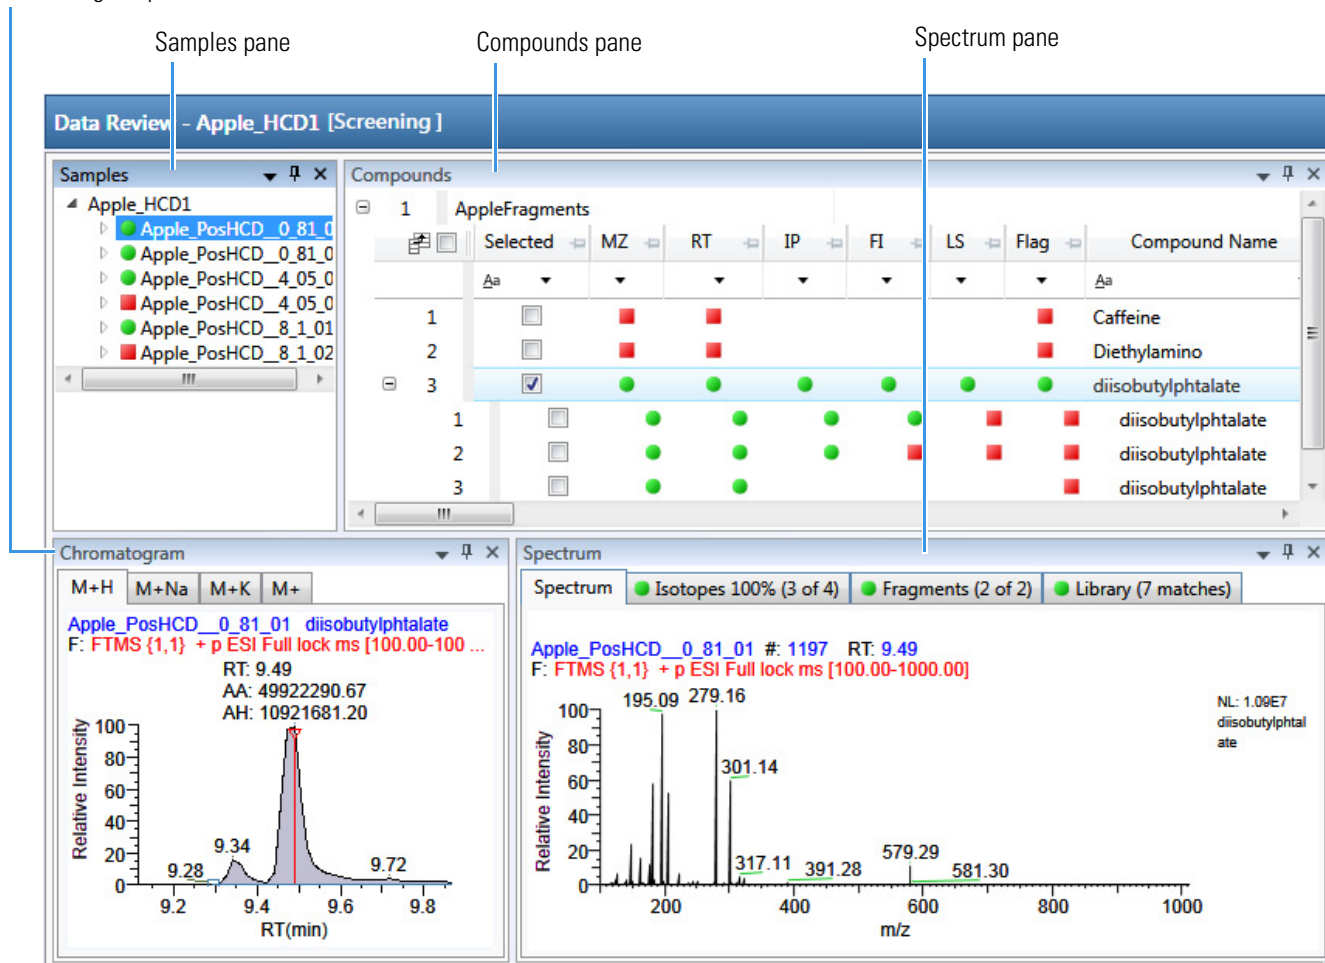 Samples pane
Compounds pane
Spectrum pane
Data Review - Apple_HCD1 [Screening ]
Samples
Apple_HCD1
Apple_PosHCD__0_81_0
Apple_PosHCD__0_81_0
Apple_PosHCD__4_05_0
Apple_PosHCD__4_05_0
Apple_PosHCD__8_1_01
Apple_PosHCD__8_1_02
Compounds
1 AppleFragments
Selected MZ RT IP FI LS Flag Compound Name
Aa Aa
1 Caffeine
2 Diethylamino
3 diisobutylphtalate
1 diisobutylphtalate
2 diisobutylphtalate
3 diisobutylphtalate
Chromatogram
M+H M+Na M+K M+
Apple_PosHCD__0_81_01 diisobutylphtalate
F: FTMS {1,1} + p ESI Full lock ms [100.00-100 ...
RT: 9.49
AA: 49922290.67
AH: 10921681.20
Relative Intensity
100
80
60
40
20
0
9.28
9.34
9.72
9.2 9.4 9.6 9.8
RT(min)
Spectrum
Spectrum Isotopes 100% (3 of 4) Fragments (2 of 2) Library (7 matches)
Apple_PosHCD__0_81_01 #: 1197 RT: 9.49
F: FTMS {1,1} + p ESI Full lock ms [100.00-1000.00]
NL: 1.09E7
diisobutylphtal
ate
Relative Intensity
100
80
60
40
20
0
195.09 279.16
301.14
317.11 391.28
579.29
581.30
200 400 600 800 1000
m/z